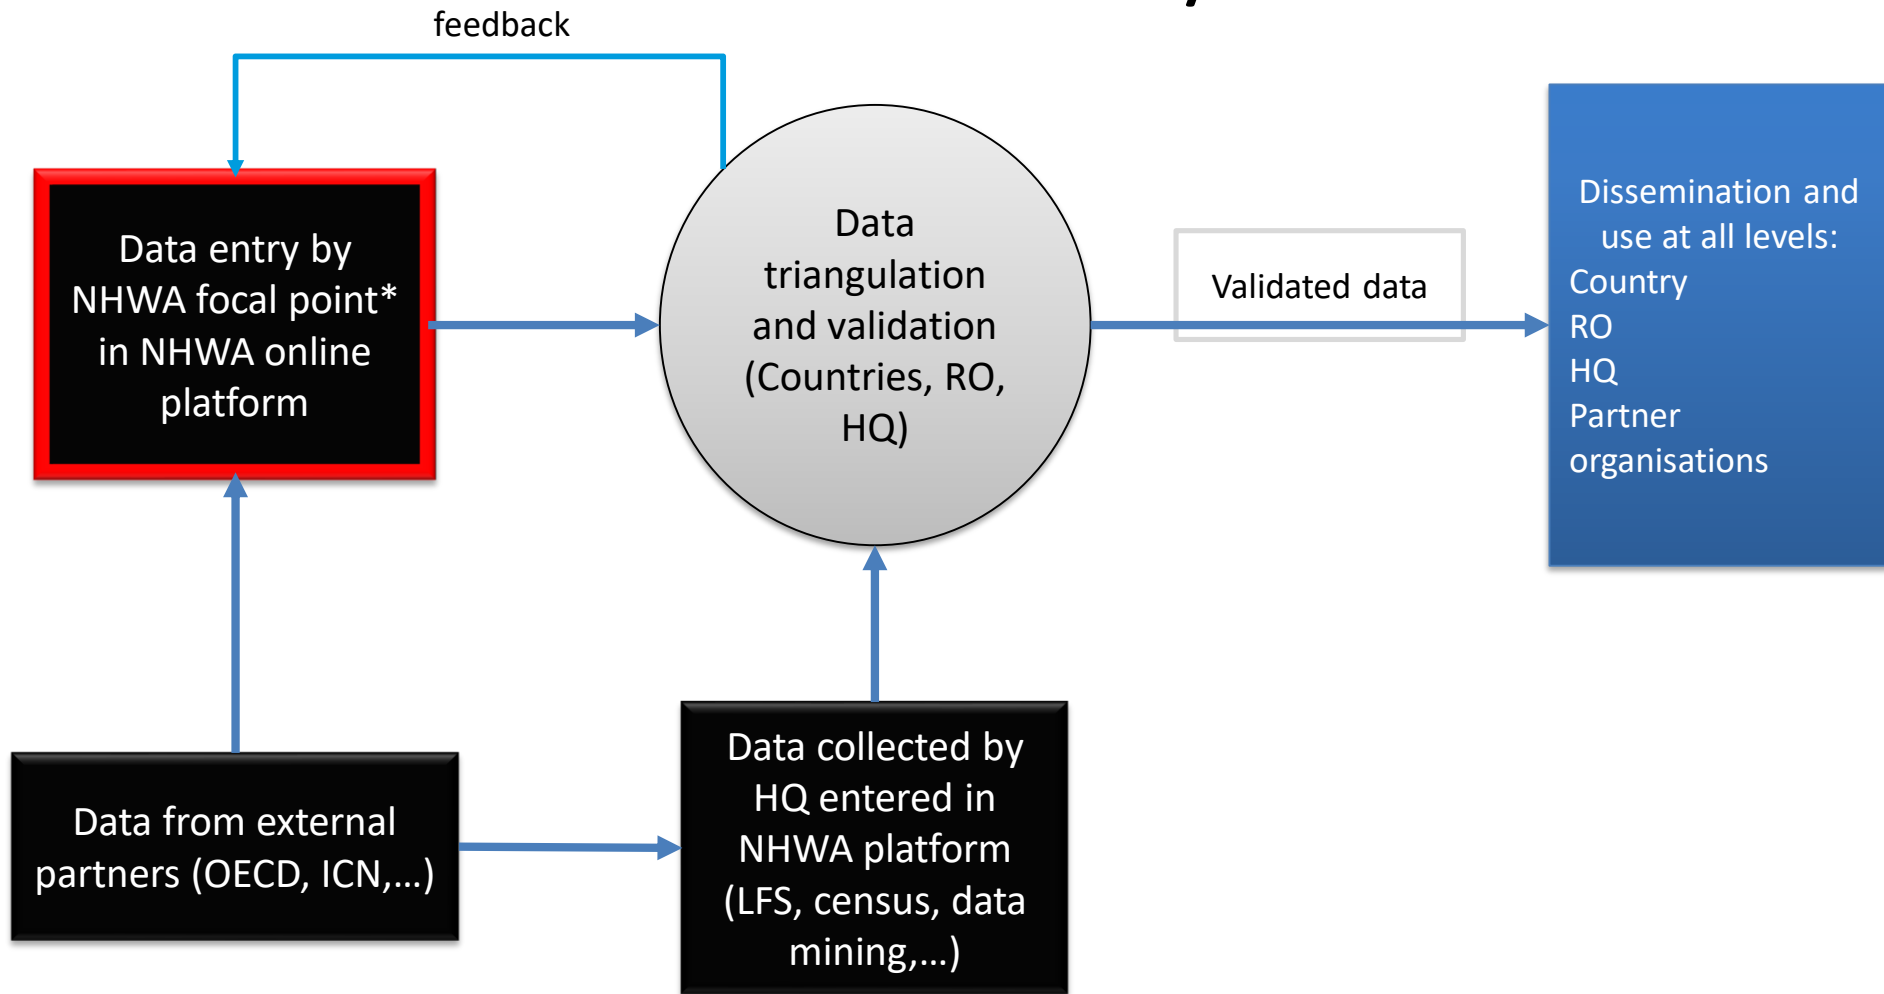 feedback
Data entry by
NHWA focal point*
in NHWA online
platform
Data
triangulation
and validation
(Countries, RO,
HQ)
Validated data
Dissemination and
use at all levels:
Country
RO
HQ
Partner
organisations
Data from external
partners (OECD, ICN,...)
Data collected by
HQ entered in
NHWA platform
(LFS, census, data
mining,...)